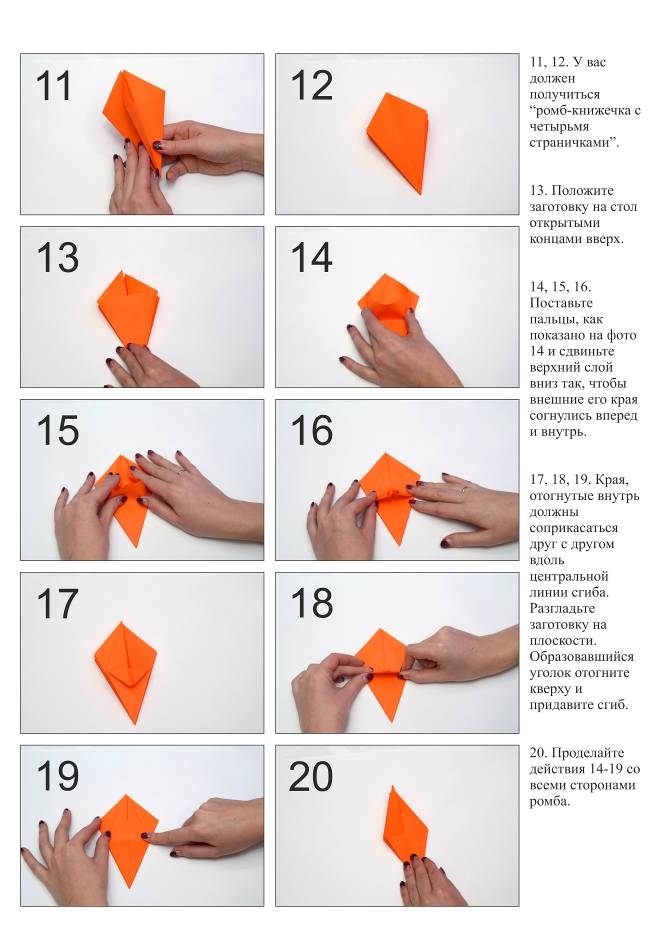 11
12
13
14
15
16
17
18
19
20
11, 12. У вас
должен
получиться
“ромб-книжечка с
четырьмя
страничками”.
13. Положите
заготовку на стол
открытыми
концами вверх.
14, 15, 16.
Поставьте
пальцы, как
показано на фото
14 и сдвиньте
верхний слой
вниз так, чтобы
внешние его края
согнулись вперед
и внутрь.
17, 18, 19. Края,
отогнутые внутрь
должны
соприкасаться
друг с другом
вдоль
центральной
линии сгиба.
Разгладьте
заготовку на
плоскости.
Образовавшийся
уголок отогните
кверху и
придавите сгиб.
20. Проделайте
действия 14-19 со
всеми сторонами
ромба.